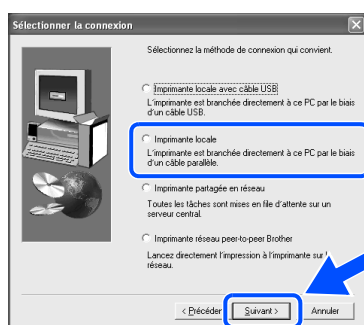 Sélectionner la connexion
Sélectionnez la méthode de connexion qui convient.
Imprimante locale avec câble USB
L'imprimante est branchée directement à ce PC par le biais
d'un câble USB.
Imprimante locale
L'imprimante est branchée directement à ce PC par le biais
d'un câble parallèle.
Imprimante partagée en réseau
Toutes les tâches sont mises en file d'attente sur un
serveur central.
Imprimante réseau peer-to-peer Brother
Lancez directement l'impression à l'imprimante sur
réseau.
< Précéder
Suivant >
Annuler